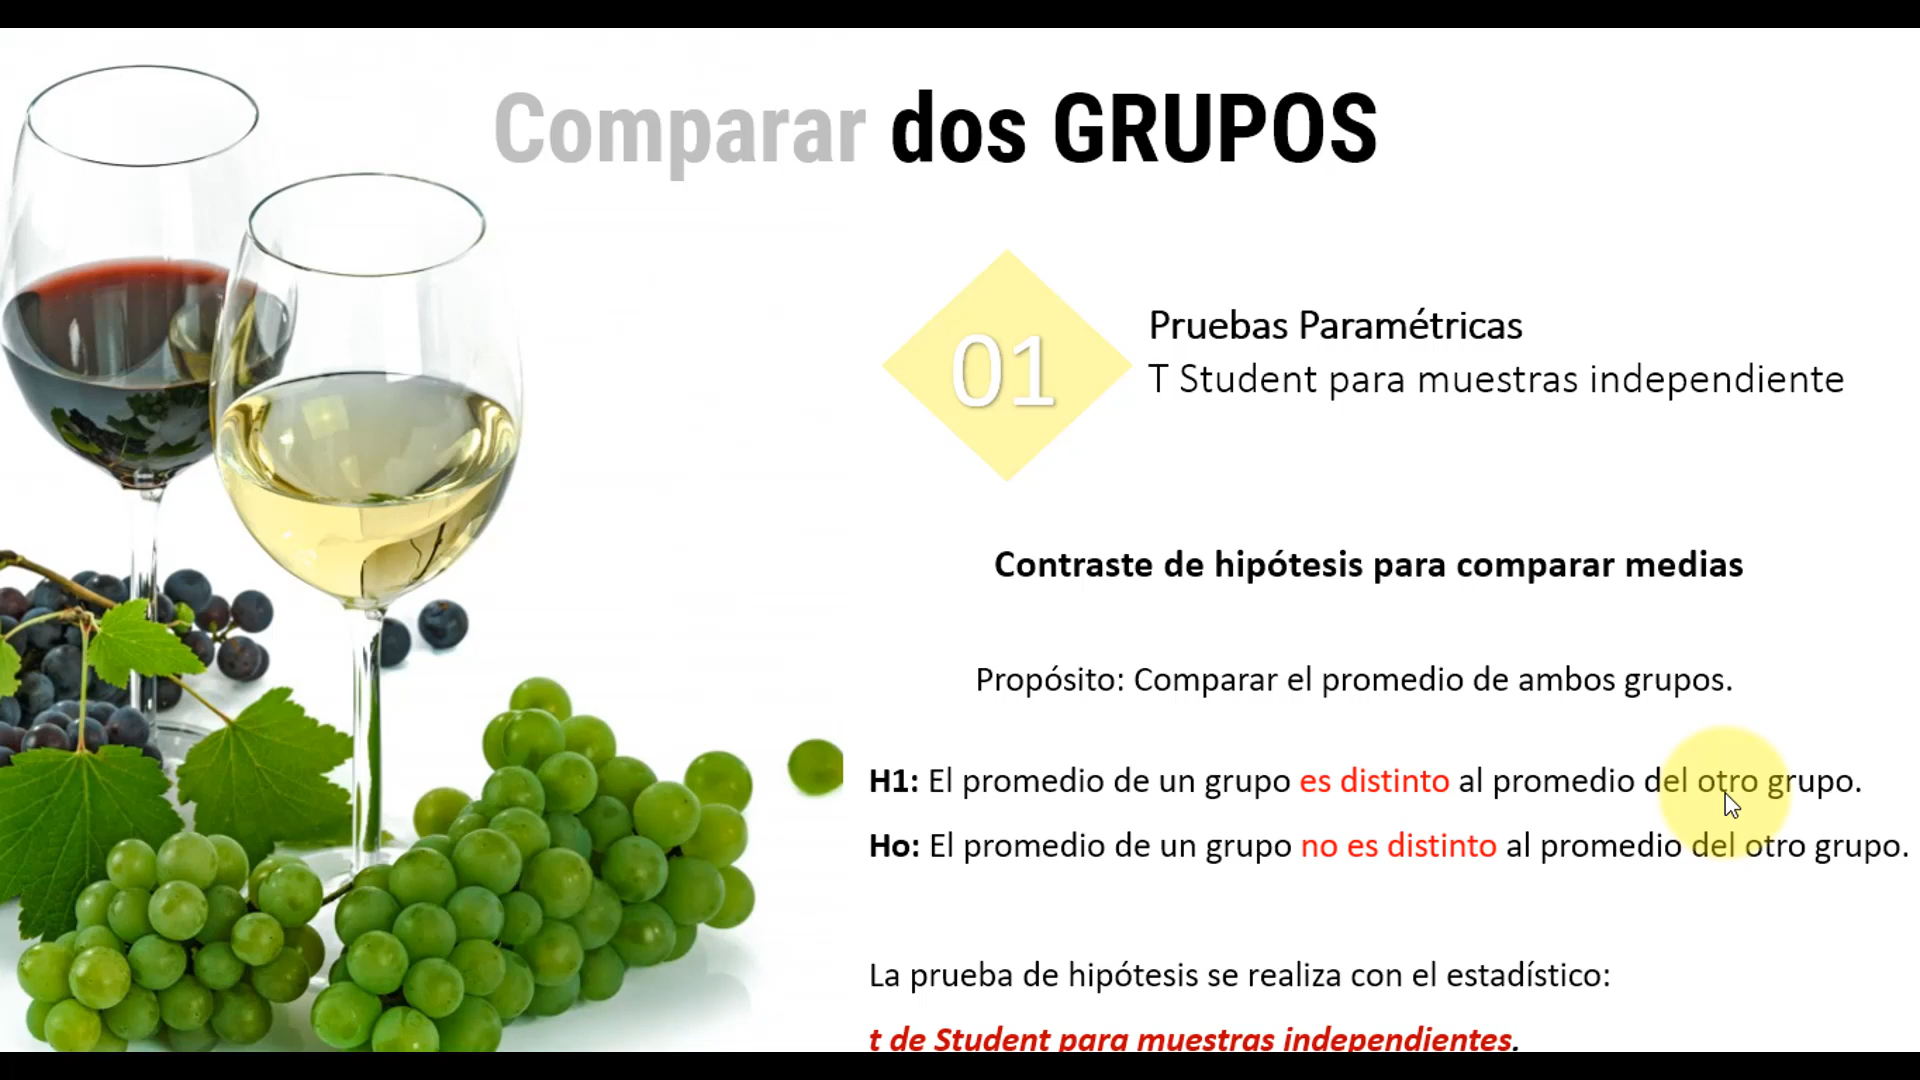 Comparar dos GRUPOS
01
Pruebas Paramétricas
T Student para muestras independiente
Contraste de hipótesis para comparar medias
Propósito: Comparar el promedio de ambos grupos.
H1: El promedio de un grupo es distinto al promedio del otro grupo.
Ho: El promedio de un grupo no es distinto al promedio del otro grupo.
La prueba de hipótesis se realiza con el estadístico:
t de Student para muestras independientes.